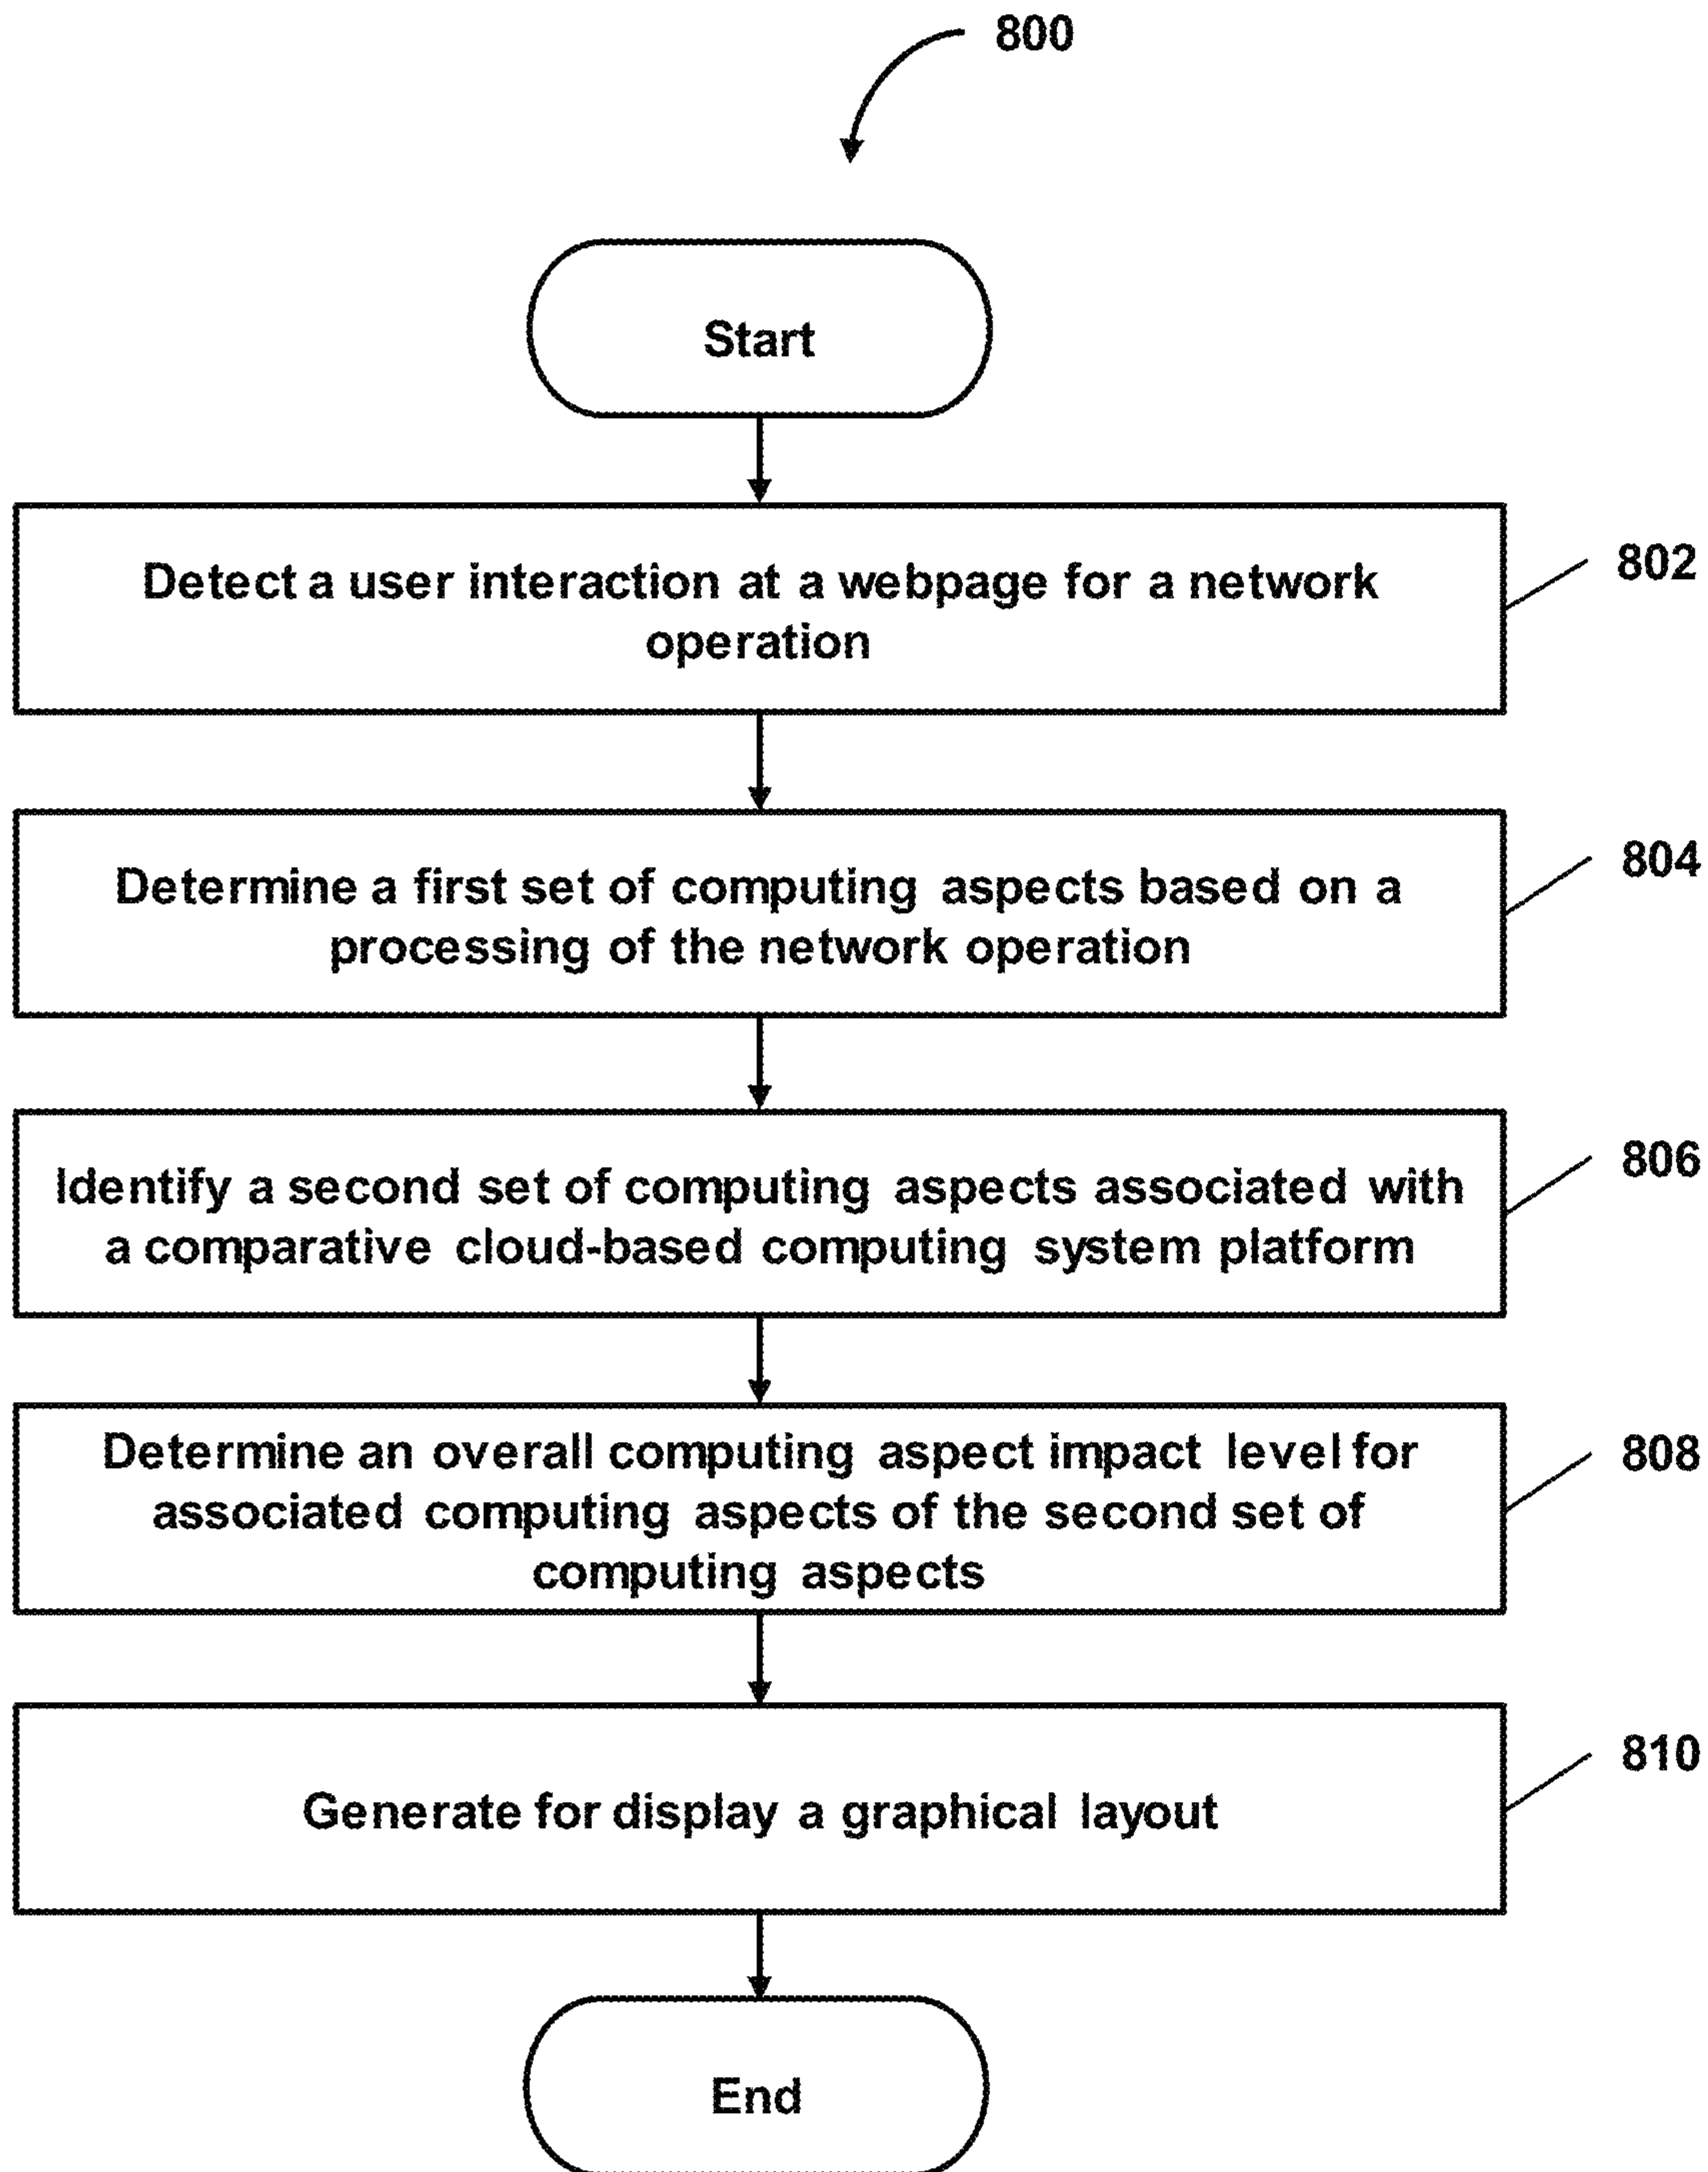 800
Start
Detect a user interaction at a webpage for a network
operation
802
Determine a first set of computing aspects based on a
processing of the network operation
804
Identify a second set of computing aspects associated with
a comparative cloud-based computing system platform
806
Determine an overall computing aspect impact level for
associated computing aspects of the second set of
computing aspects
808
Generate for display a graphical layout
810
End